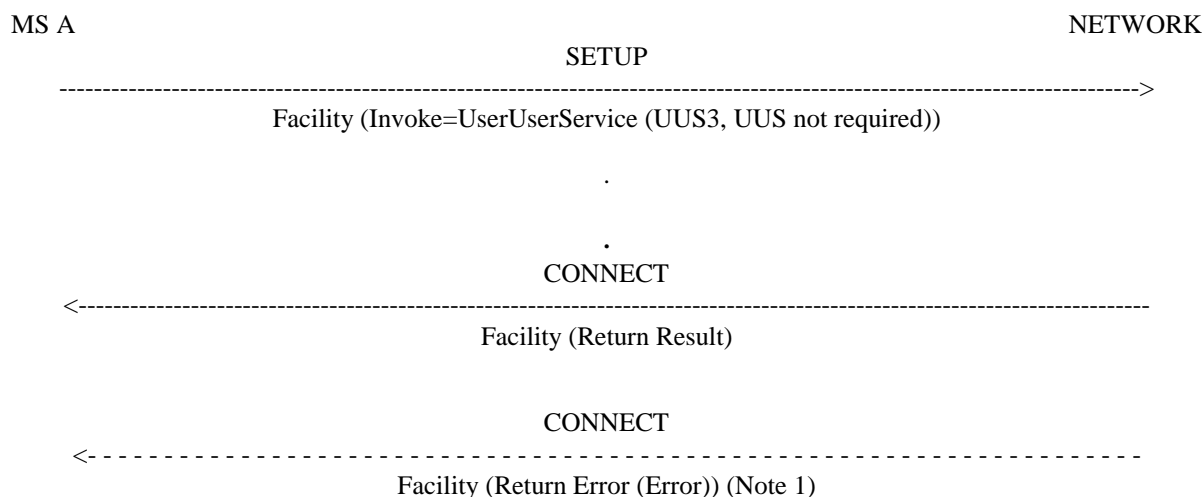 MS A NETWORK
SETUP
------------------------------------------------------------------------------------------------------------------------------>
Facility (Invoke=UserUserService (UUS3, UUS not required))
.
.
CONNECT
<-----------------------------------------------------------------------------------------------------------------------------
Facility (Return Result)
CONNECT
<- - - - - - - - - - - - - - - - - - - - - - - - - - - - - - - - - - - - - - - - - - - - - - - - - - - - - - - - - - - - - - - - - - - -
Facility (Return Error (Error)) (Note 1)